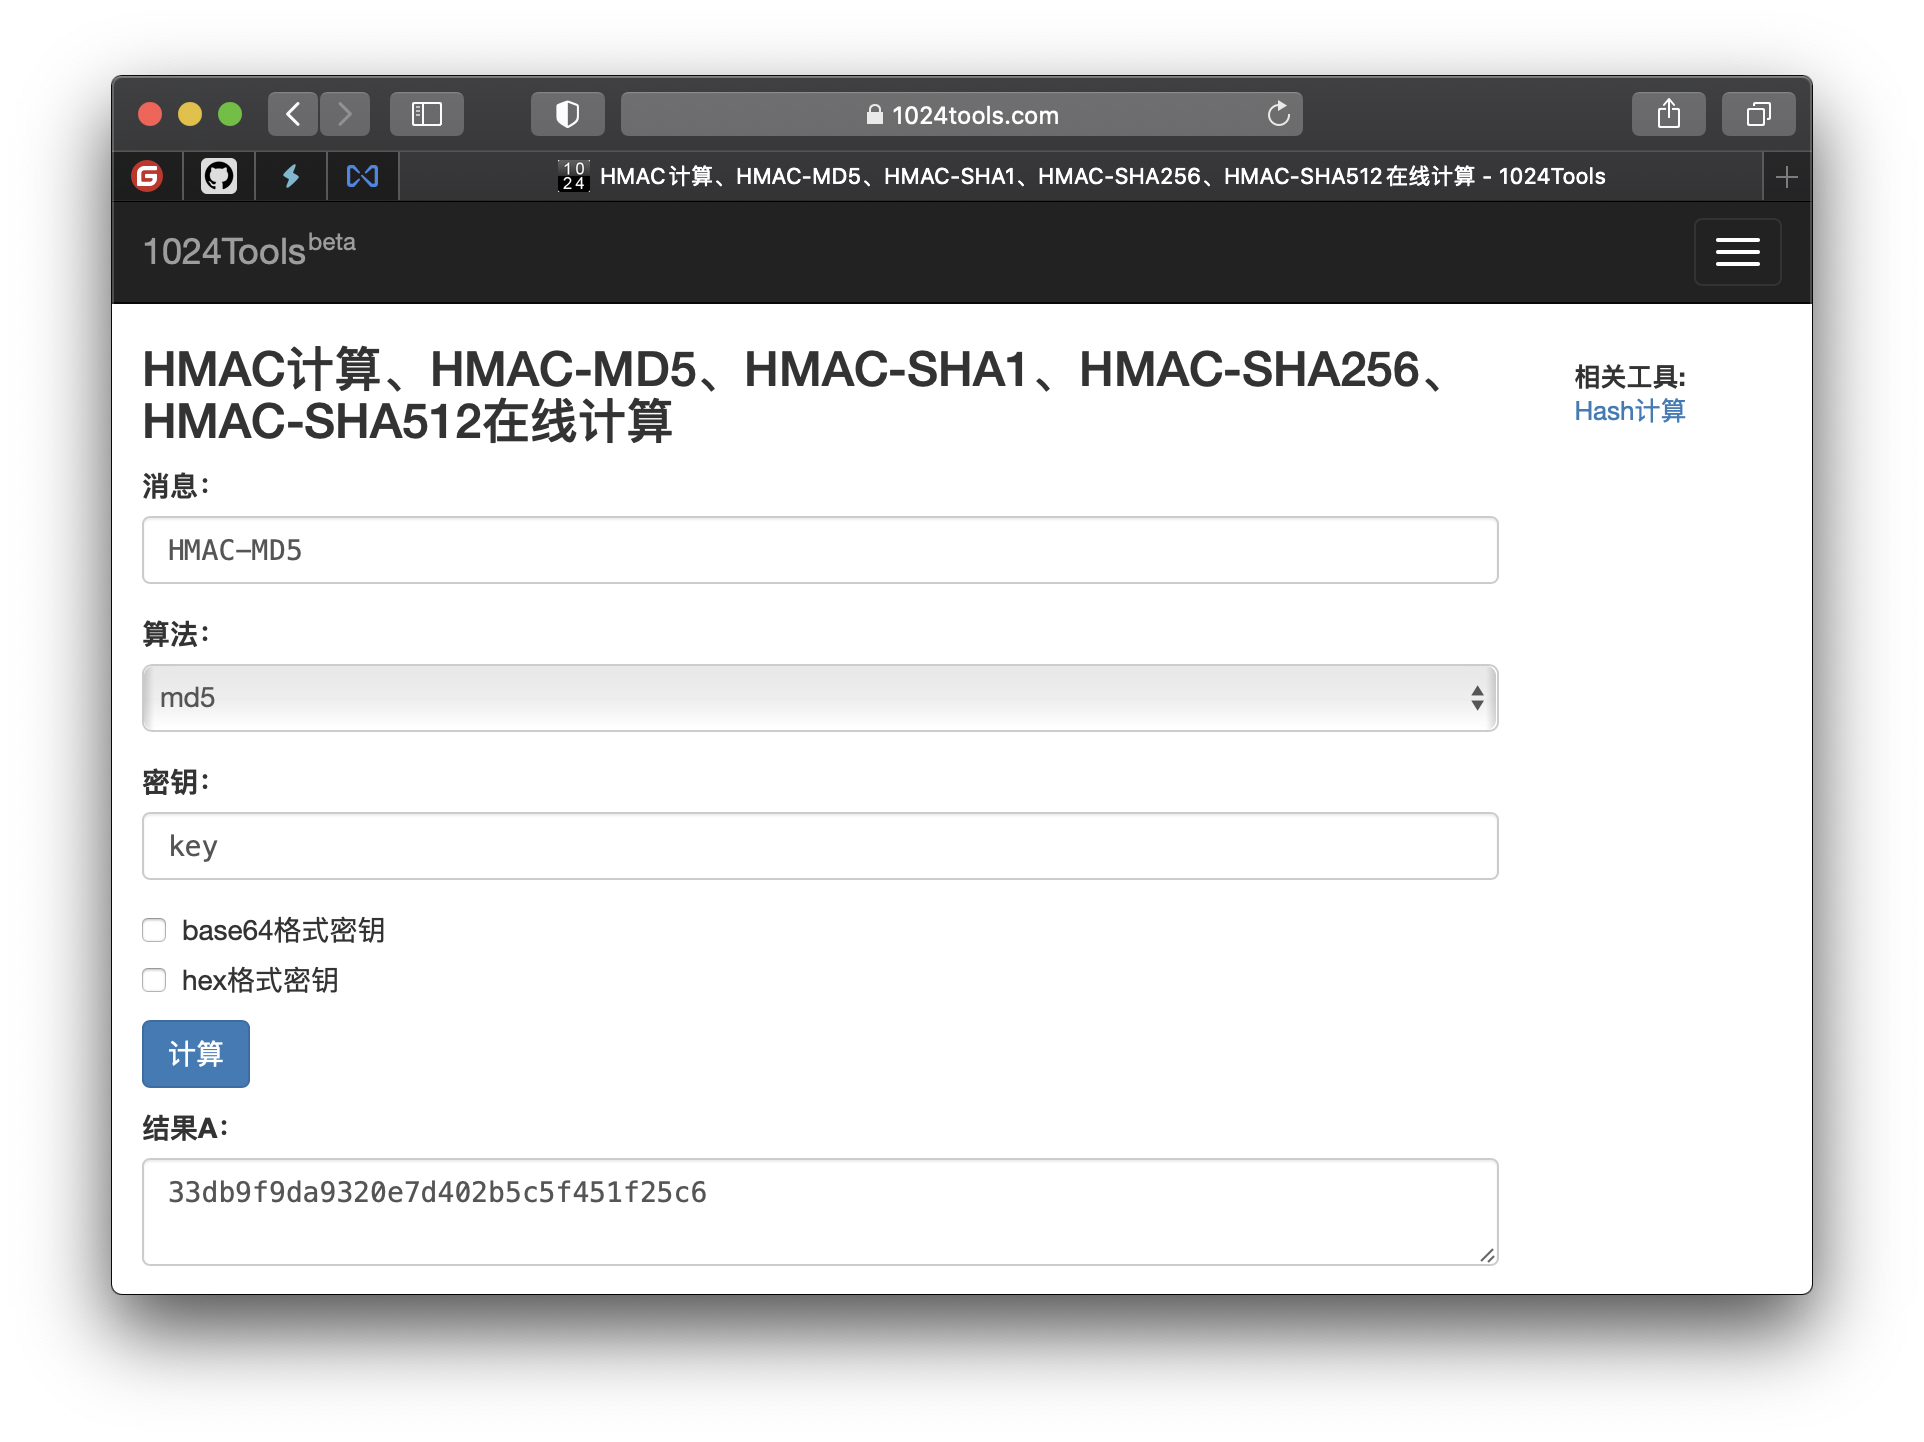 1024tools.com
1024 HMAC计算、HMAC-MD5、HMAC-SHA1、HMAC-SHA256、HMAC-SHA512在线计算 - 1024Tools
1024Tools beta
HMAC计算、HMAC-MD5、HMAC-SHA1、HMAC-SHA256、
HMAC-SHA512在线计算
相关工具:
Hash计算
消息：
HMAC-MD5
算法：
md5
密钥：
key
base64格式密钥
hex格式密钥
计算
结果A：
33db9f9da9320e7d402b5c5f451f25c6